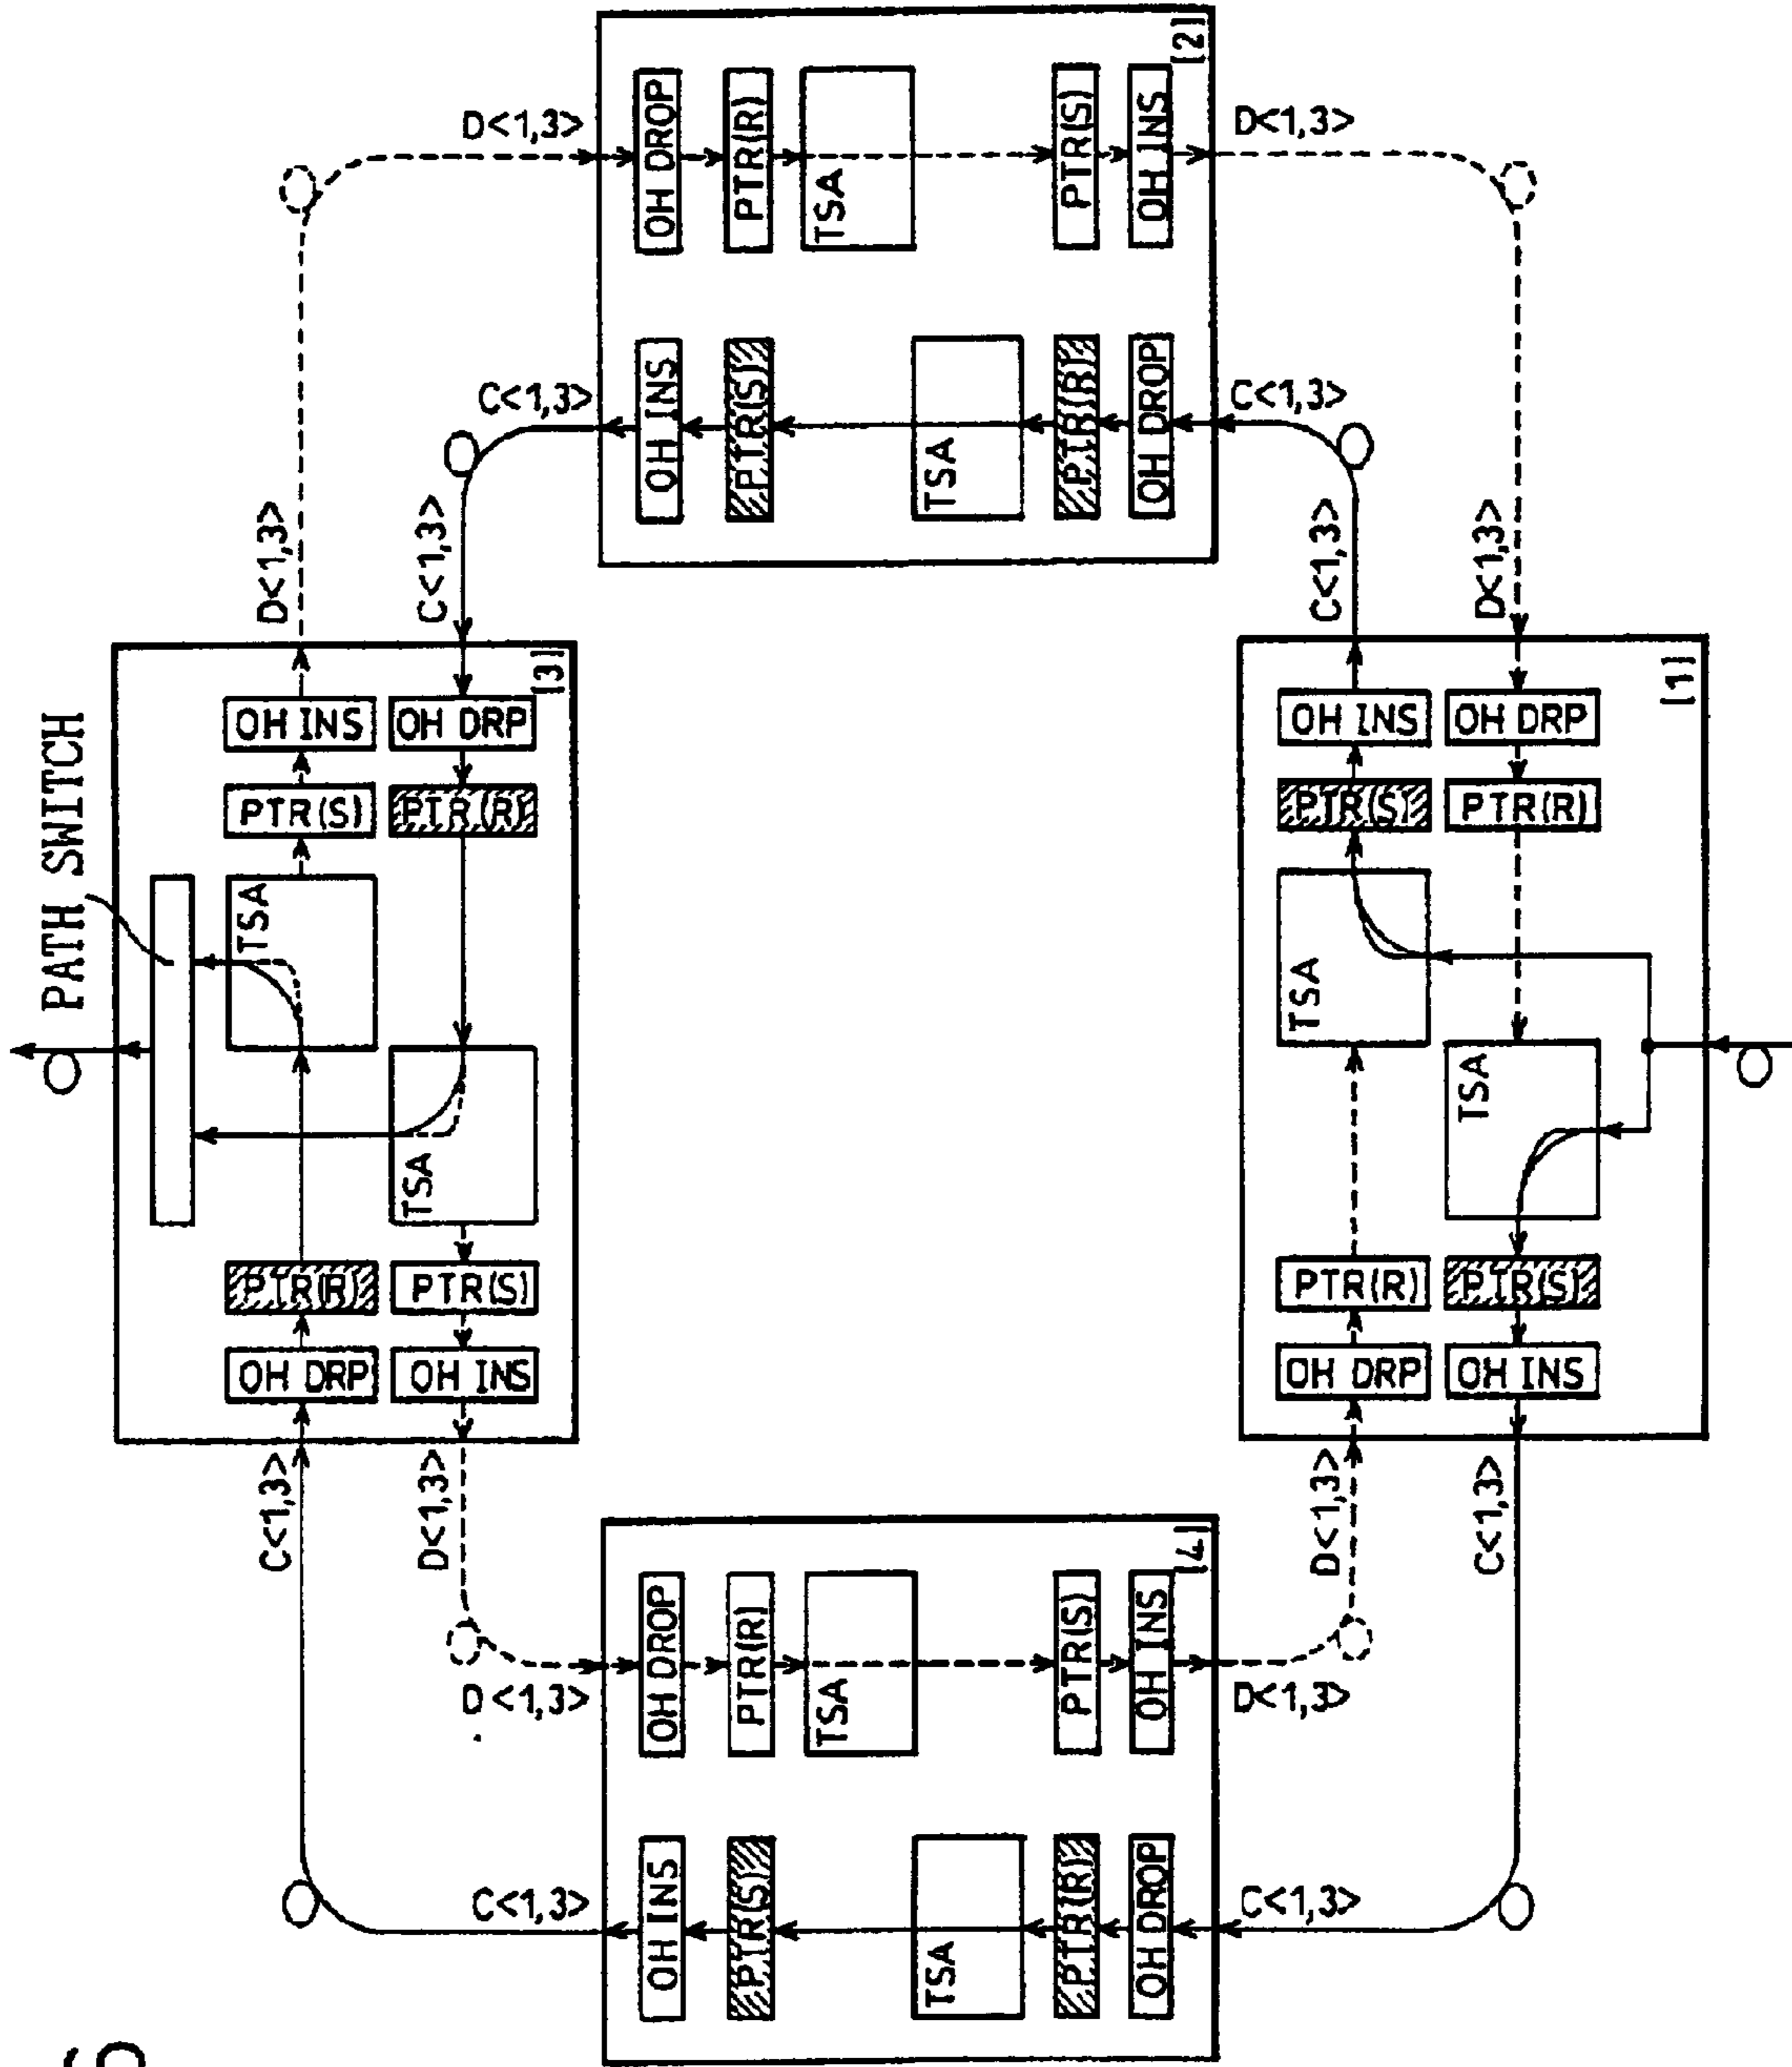 6
PATH SWITCH
TSA
OH DRP
PTR(R)
PTR(S)
OH INS
OH INS
PTR(S)
TSA
PTR(R)
OH DRP
[3]
C<1,3>
D<1,3>
D<1,3>
C<1,3>
C<1,3>
D<1,3>
C<1,3>
D<1,3>
OH INS
PTR(S)
TSA
PTR(R)
OH DROP
OH DROP
PTR(R)
TSA
PTR(S)
OH INS
[4]
OH INS
PTR(S)
TSA
PTR(R)
OH DROP
OH DROP
PTR(R)
TSA
PTR(S)
OH INS
[2]
C<1,3>
D<1,3>
C<1,3>
D<1,3>
D<1,3>
C<1,3>
C<1,3>
D<1,3>
OH DRP
PTR(R)
TSA
PTR(S)
OH INS
OH INS
PTR(S)
TSA
PTR(R)
OH DRP
[1]